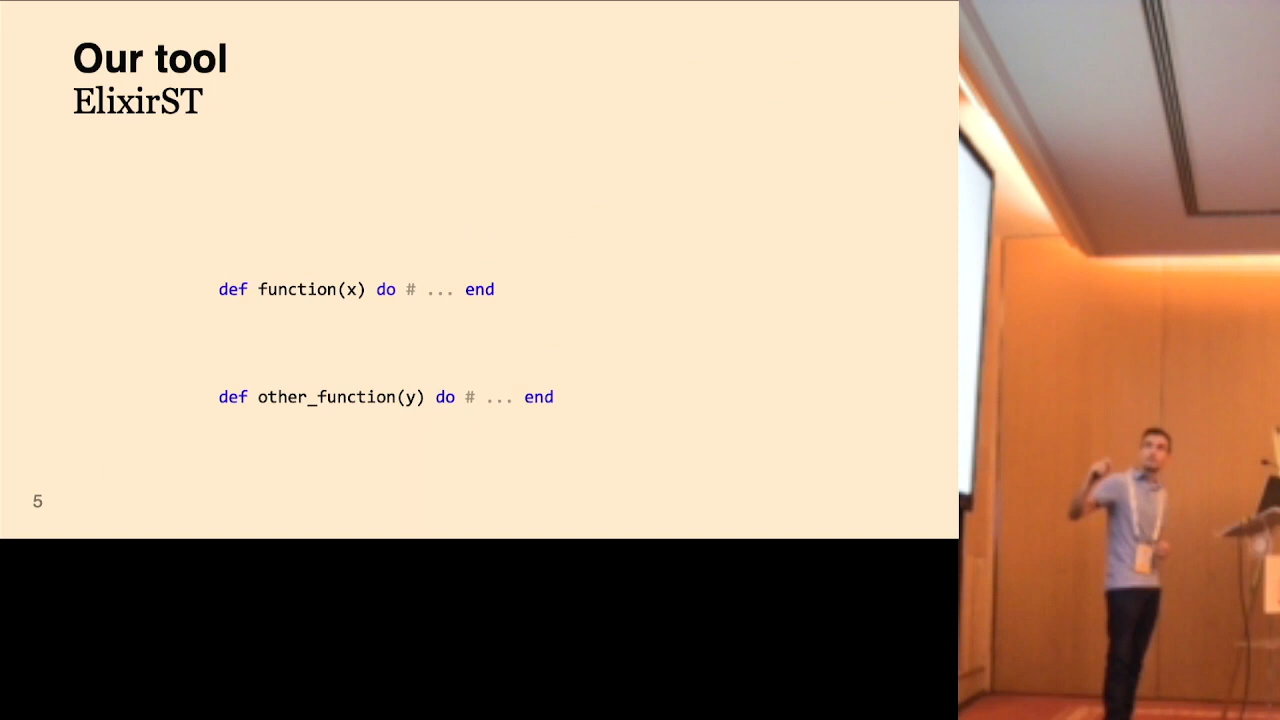 Our tool
ElixirST
def function(x) do # ... end
def other_function(y) do # ... end
5